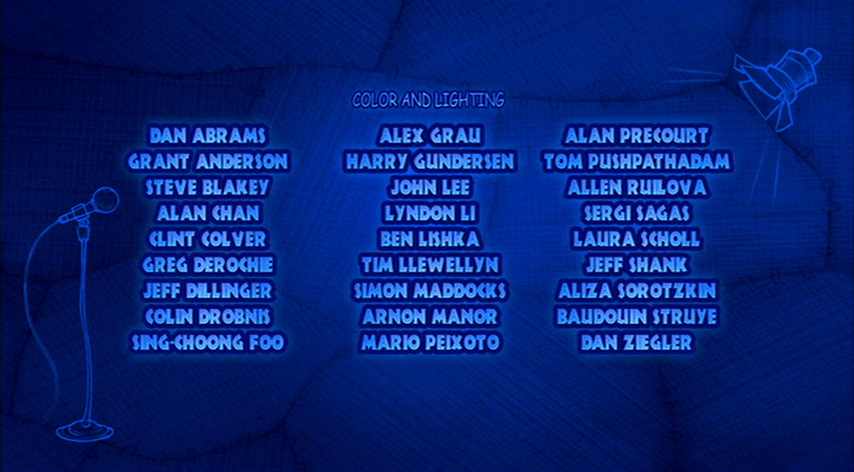 COLOR AND LIGHTING
DAN ABRAMS
GRANT ANDERSON
STEVE BLAKEY
ALAN CHAN
CLINT COLVER
GREG DEROCHIE
JEFF DILLINGER
COLIN DROBNIS
SING-CHOONG FOO
ALEX GRAU
HARRY GUNDERSEN
JOHN LEE
LYNDON LI
BEN LISHKA
TIM LLEWELLYN
SIMON MADDOCKS
ARNON MANOR
MARIO PEIXOTO
ALAN PRECOURT
TOM PUSHPATHADAM
ALLEN RUILOVA
SERGI SAGAS
LAURA SCHOLL
JEFF SHANK
ALIZA SOROTZKIN
BAUDOUIN STRUYE
DAN ZIEGLER